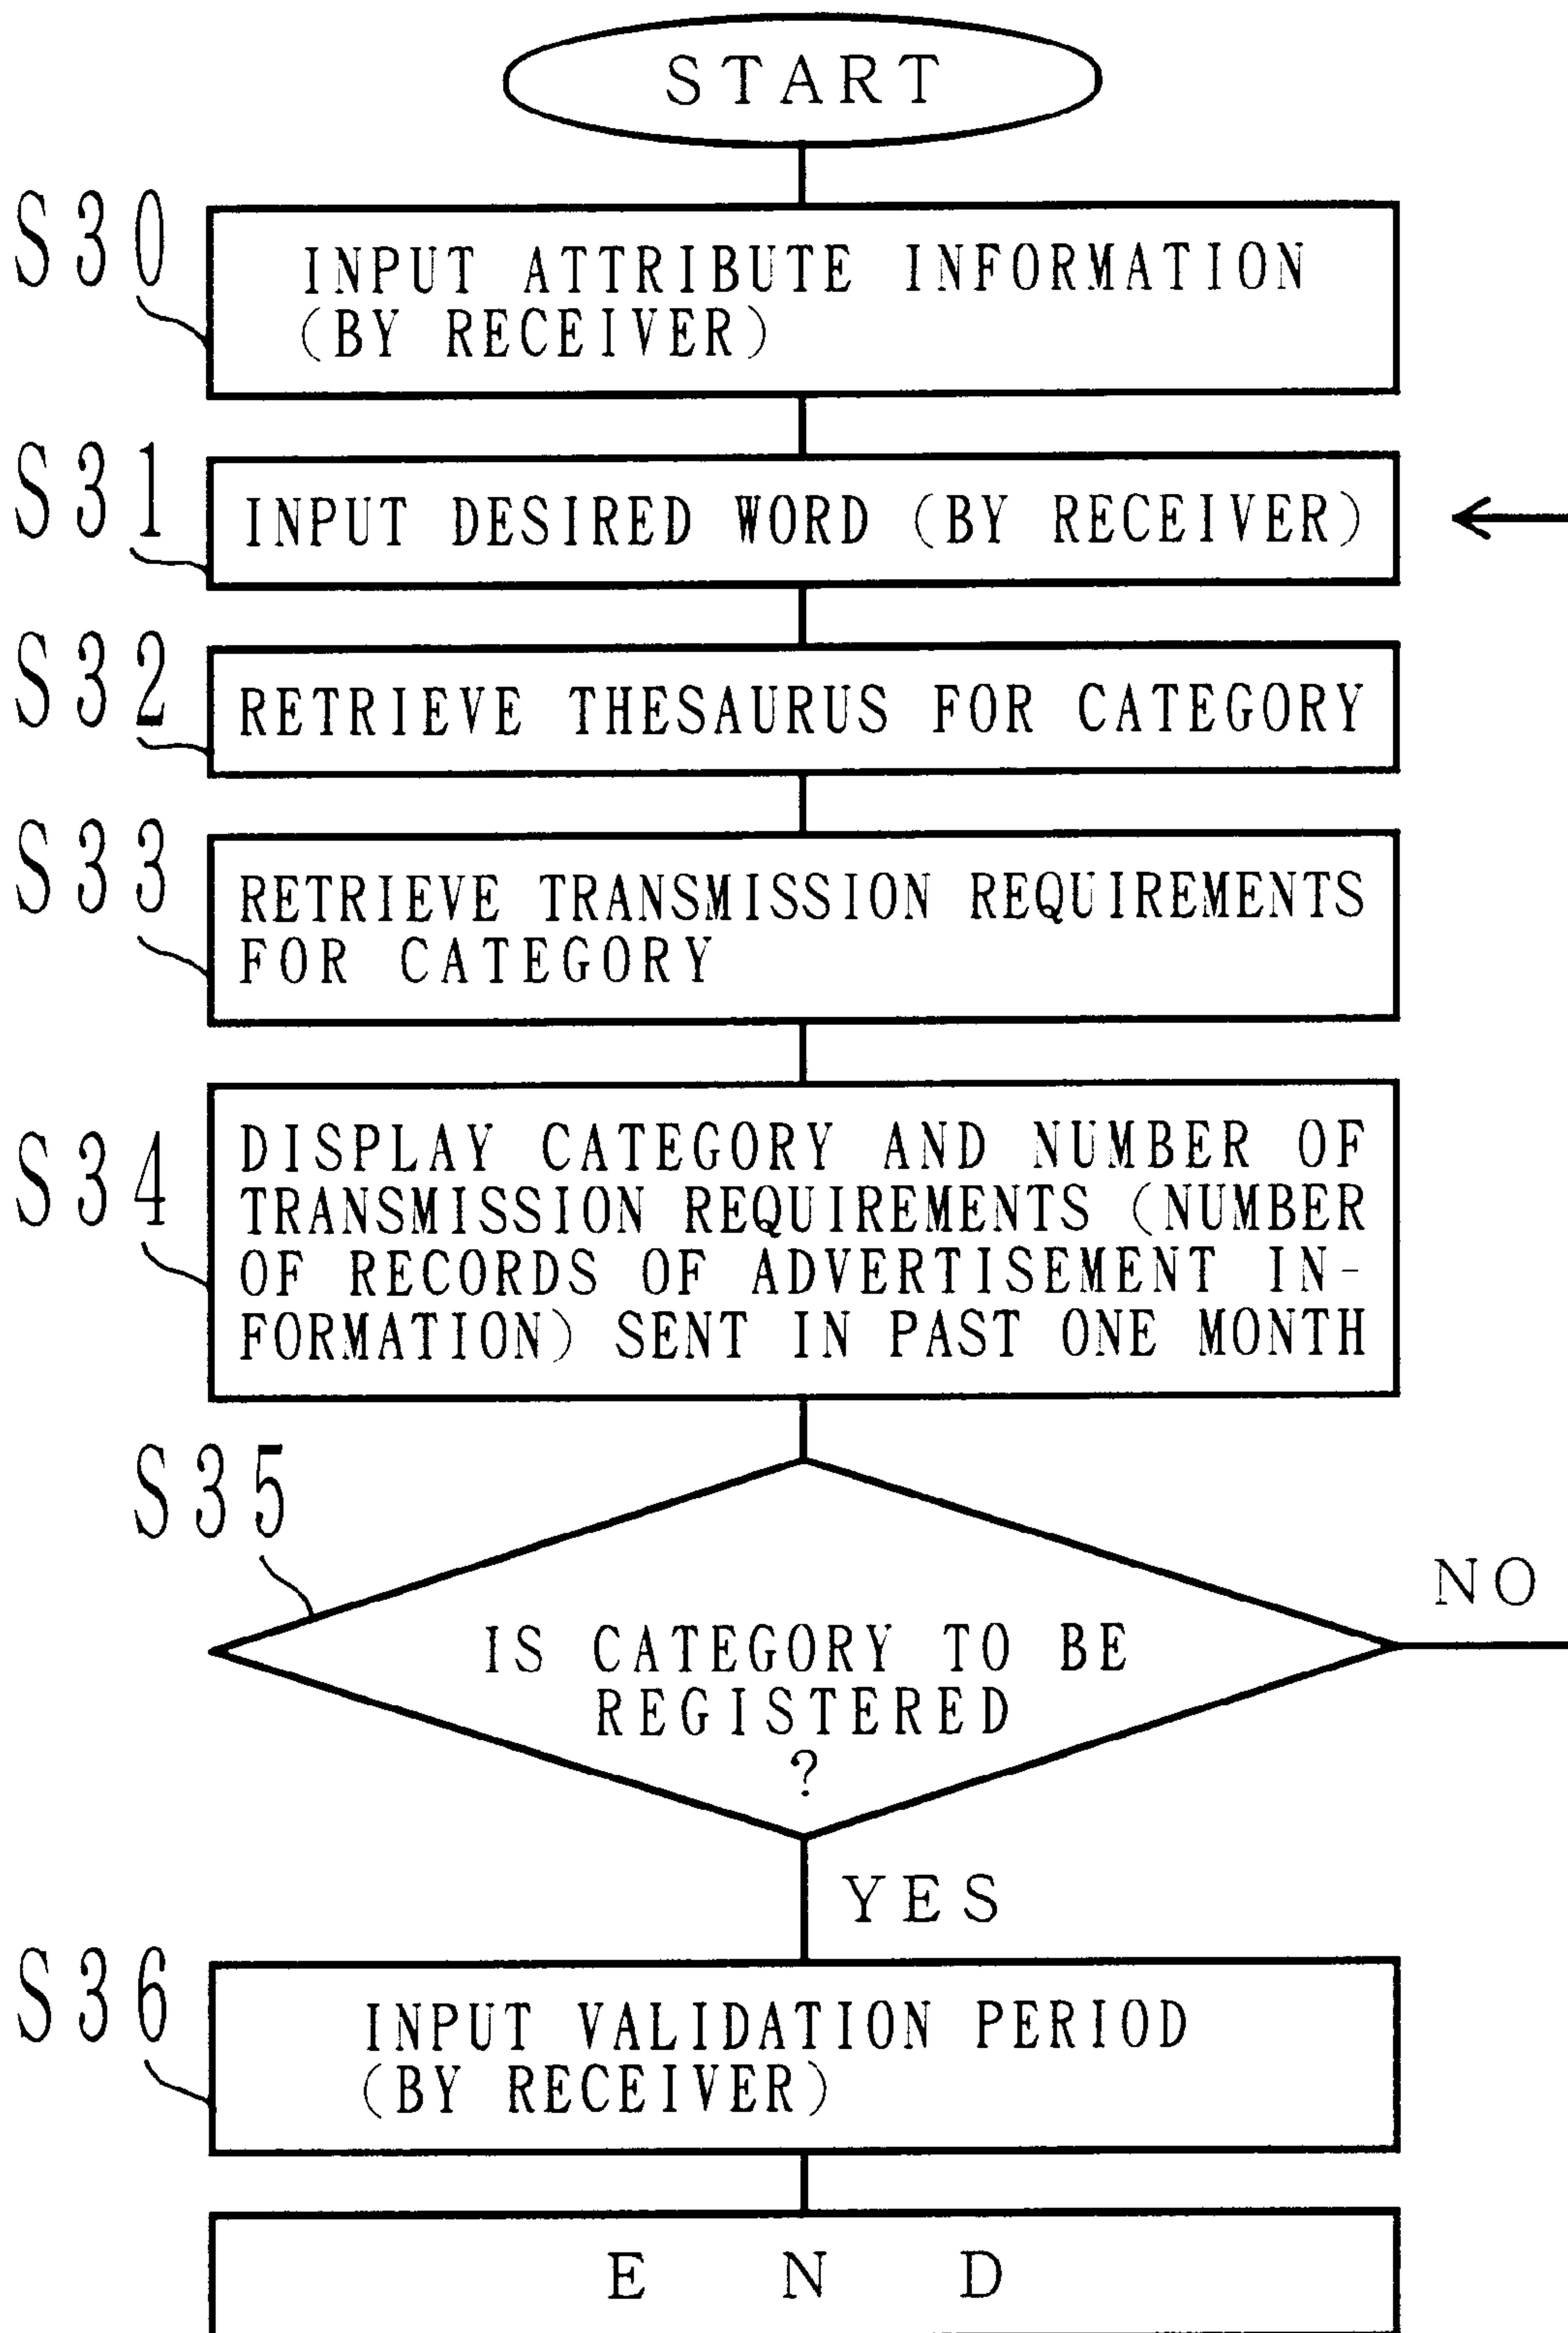 START
S30
INPUT ATTRIBUTE INFORMATION
(BY RECEIVER)
S31
INPUT DESIRED WORD (BY RECEIVER)
S32
RETRIEVE THESAURUS FOR CATEGORY
S33
RETRIEVE TRANSMISSION REQUIREMENTS
FOR CATEGORY
S34
DISPLAY CATEGORY AND NUMBER OF
TRANSMISSION REQUIREMENTS (NUMBER
OF RECORDS OF ADVERTISEMENT IN-
FORMATION) SENT IN PAST ONE MONTH
S35
IS CATEGORY TO BE
REGISTERED
?
NO
YES
S36
INPUT VALIDATION PERIOD
(BY RECEIVER)
END